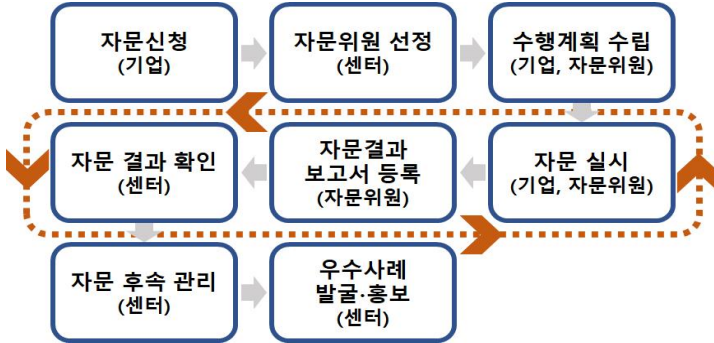 자문신청
(기업)
자문위원 선정
(센터)
수행계획 수립
(기업, 자문위원)
자문 실시
(기업, 자문위원)
자문결과
보고서 등록
(자문위원)
자문 결과 확인
(센터)
자문 후속 관리
(센터)
우수사례
발굴·홍보
(센터)